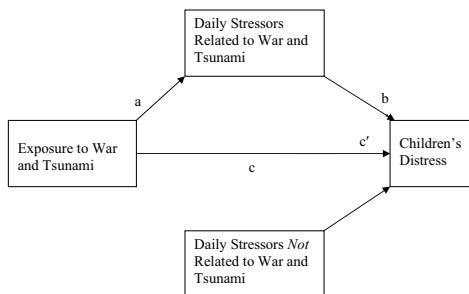 Daily Stressors
Related to War and
Tsunami
a
b
Exposure to War
and Tsunami
c′
c
Children's
Distress
Daily Stressors Not
Related to War and
Tsunami